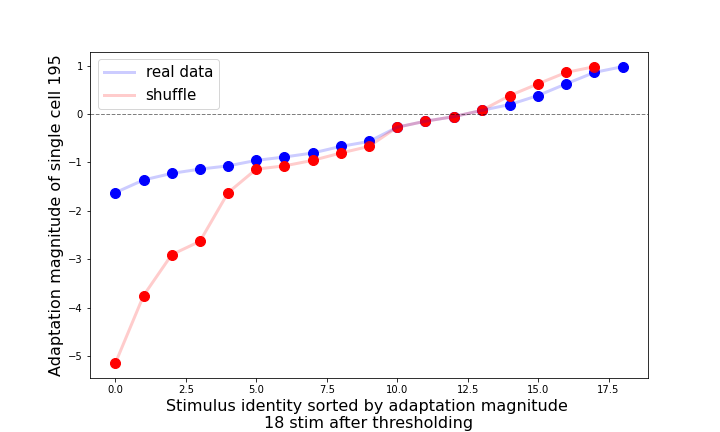 real data
shuffle
Adaptation magnitude of single cell 195
1
0
−1
−2
−3
−4
−5
0.0 2.5 5.0 7.5 10.0 12.5 15.0 17.5
Stimulus identity sorted by adaptation magnitude
18 stim after thresholding